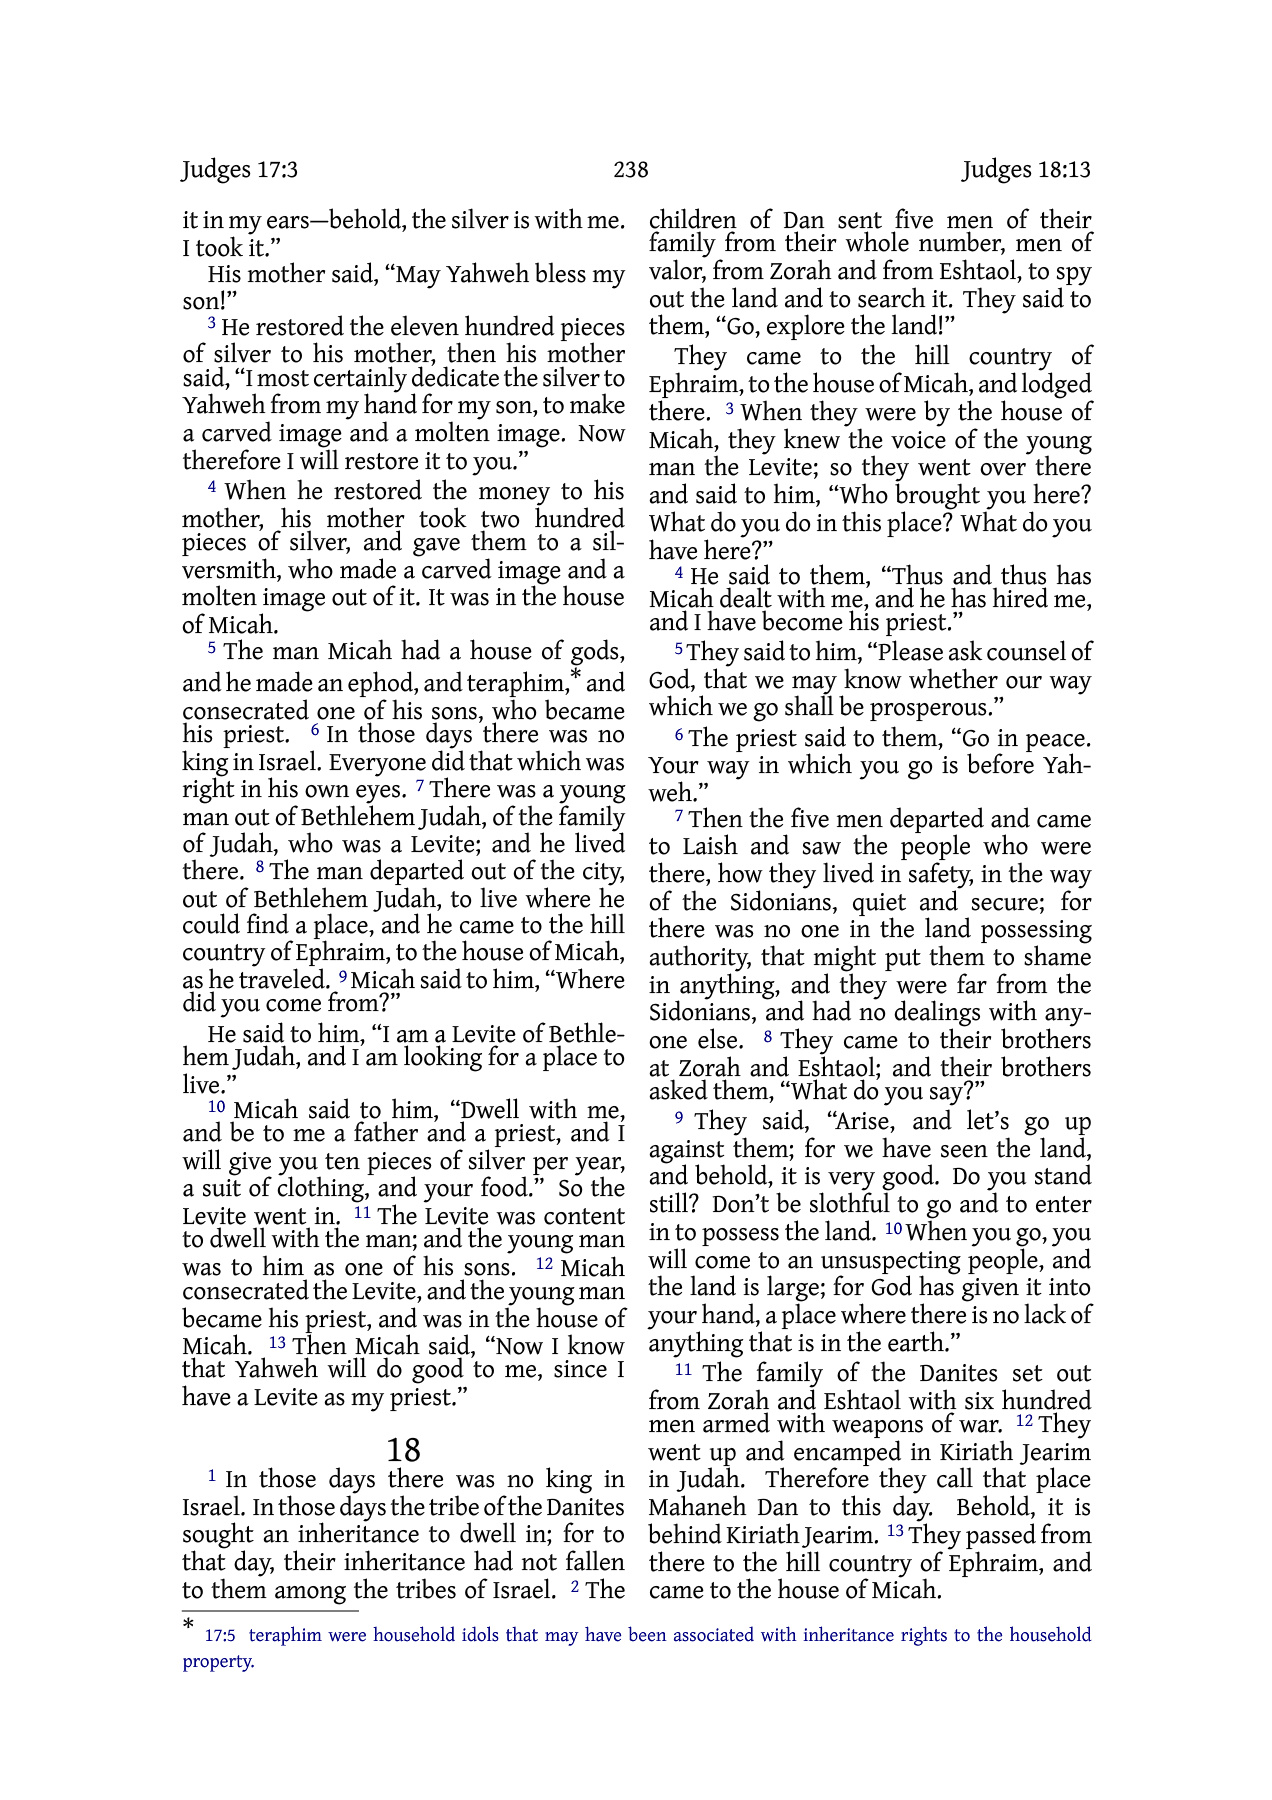 Judges 17:3
238
Judges 18:13
it in my ears—behold, the silver is with me.
I took it.”
His mother said, “May Yahweh bless my
son!”
3 He restored the eleven hundred pieces
of silver to his mother, then his mother
said, “I most certainly dedicate the silver to
Yahweh from my hand for my son, to make
a carved image and a molten image. Now
therefore I will restore it to you.”
4 When he restored the money to his
mother, his mother took two hundred
pieces of silver, and gave them to a sil-
versmith, who made a carved image and a
molten image out of it. It was in the house
of Micah.
5 The man Micah had a house of gods,
and he made an ephod, and teraphim,* and
consecrated one of his sons, who became
his priest. 6 In those days there was no
king in Israel. Everyone did that which was
right in his own eyes. 7 There was a young
man out of Bethlehem Judah, of the family
of Judah, who was a Levite; and he lived
there. 8 The man departed out of the city,
out of Bethlehem Judah, to live where he
could find a place, and he came to the hill
country of Ephraim, to the house of Micah,
as he traveled. 9 Micah said to him, “Where
did you come from?”
He said to him, “I am a Levite of Bethle-
hem Judah, and I am looking for a place to
live.”
10 Micah said to him, “Dwell with me,
and be to me a father and a priest, and I
will give you ten pieces of silver per year,
a suit of clothing, and your food.” So the
Levite went in. 11 The Levite was content
to dwell with the man; and the young man
was to him as one of his sons. 12 Micah
consecrated the Levite, and the young man
became his priest, and was in the house of
Micah. 13 Then Micah said, “Now I know
that Yahweh will do good to me, since I
have a Levite as my priest.”
18
1 In those days there was no king in
Israel. In those days the tribe of the Danites
sought an inheritance to dwell in; for to
that day, their inheritance had not fallen
to them among the tribes of Israel. 2 The
children of Dan sent five men of their
family from their whole number, men of
valor, from Zorah and from Eshtaol, to spy
out the land and to search it. They said to
them, “Go, explore the land!”
They came to the hill country of
Ephraim, to the house of Micah, and lodged
there. 3 When they were by the house of
Micah, they knew the voice of the young
man the Levite; so they went over there
and said to him, “Who brought you here?
What do you do in this place? What do you
have here?”
4 He said to them, “Thus and thus has
Micah dealt with me, and he has hired me,
and I have become his priest.”
5 They said to him, “Please ask counsel of
God, that we may know whether our way
which we go shall be prosperous.”
6 The priest said to them, “Go in peace.
Your way in which you go is before Yah-
weh.”
7 Then the five men departed and came
to Laish and saw the people who were
there, how they lived in safety, in the way
of the Sidonians, quiet and secure; for
there was no one in the land possessing
authority, that might put them to shame
in anything, and they were far from the
Sidonians, and had no dealings with any-
one else. 8 They came to their brothers
at Zorah and Eshtaol; and their brothers
asked them, “What do you say?”
9 They said, “Arise, and let’s go up
against them; for we have seen the land,
and behold, it is very good. Do you stand
still? Don’t be slothful to go and to enter
in to possess the land. 10 When you go, you
will come to an unsuspecting people, and
the land is large; for God has given it into
your hand, a place where there is no lack of
anything that is in the earth.”
11 The family of the Danites set out
from Zorah and Eshtaol with six hundred
men armed with weapons of war. 12 They
went up and encamped in Kiriath Jearim
in Judah. Therefore they call that place
Mahaneh Dan to this day. Behold, it is
behind Kiriath Jearim. 13 They passed from
there to the hill country of Ephraim, and
came to the house of Micah.
* 17:5 teraphim were household idols that may have been associated with inheritance rights to the household
property.